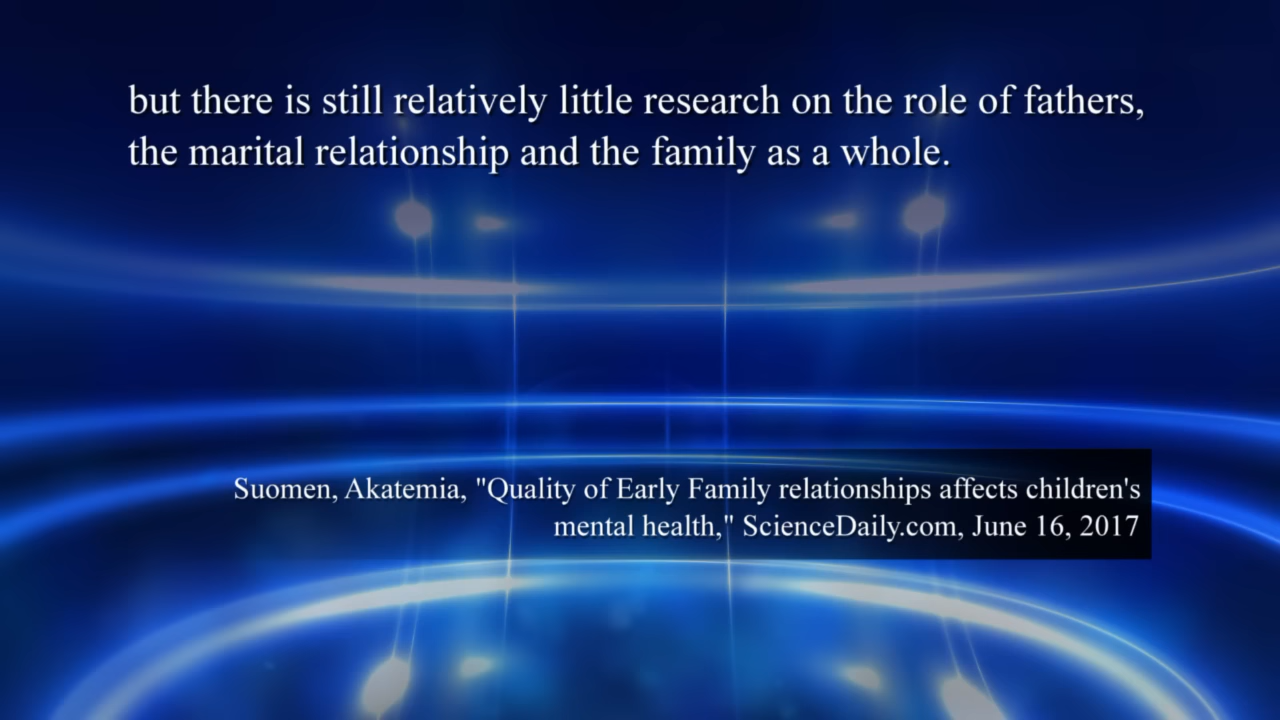 but there is still relatively little research on the role of fathers,
the marital relationship and the family as a whole.
Suomen, Akatemia, "Quality of Early Family relationships affects children's
mental health," ScienceDaily.com, June 16, 2017